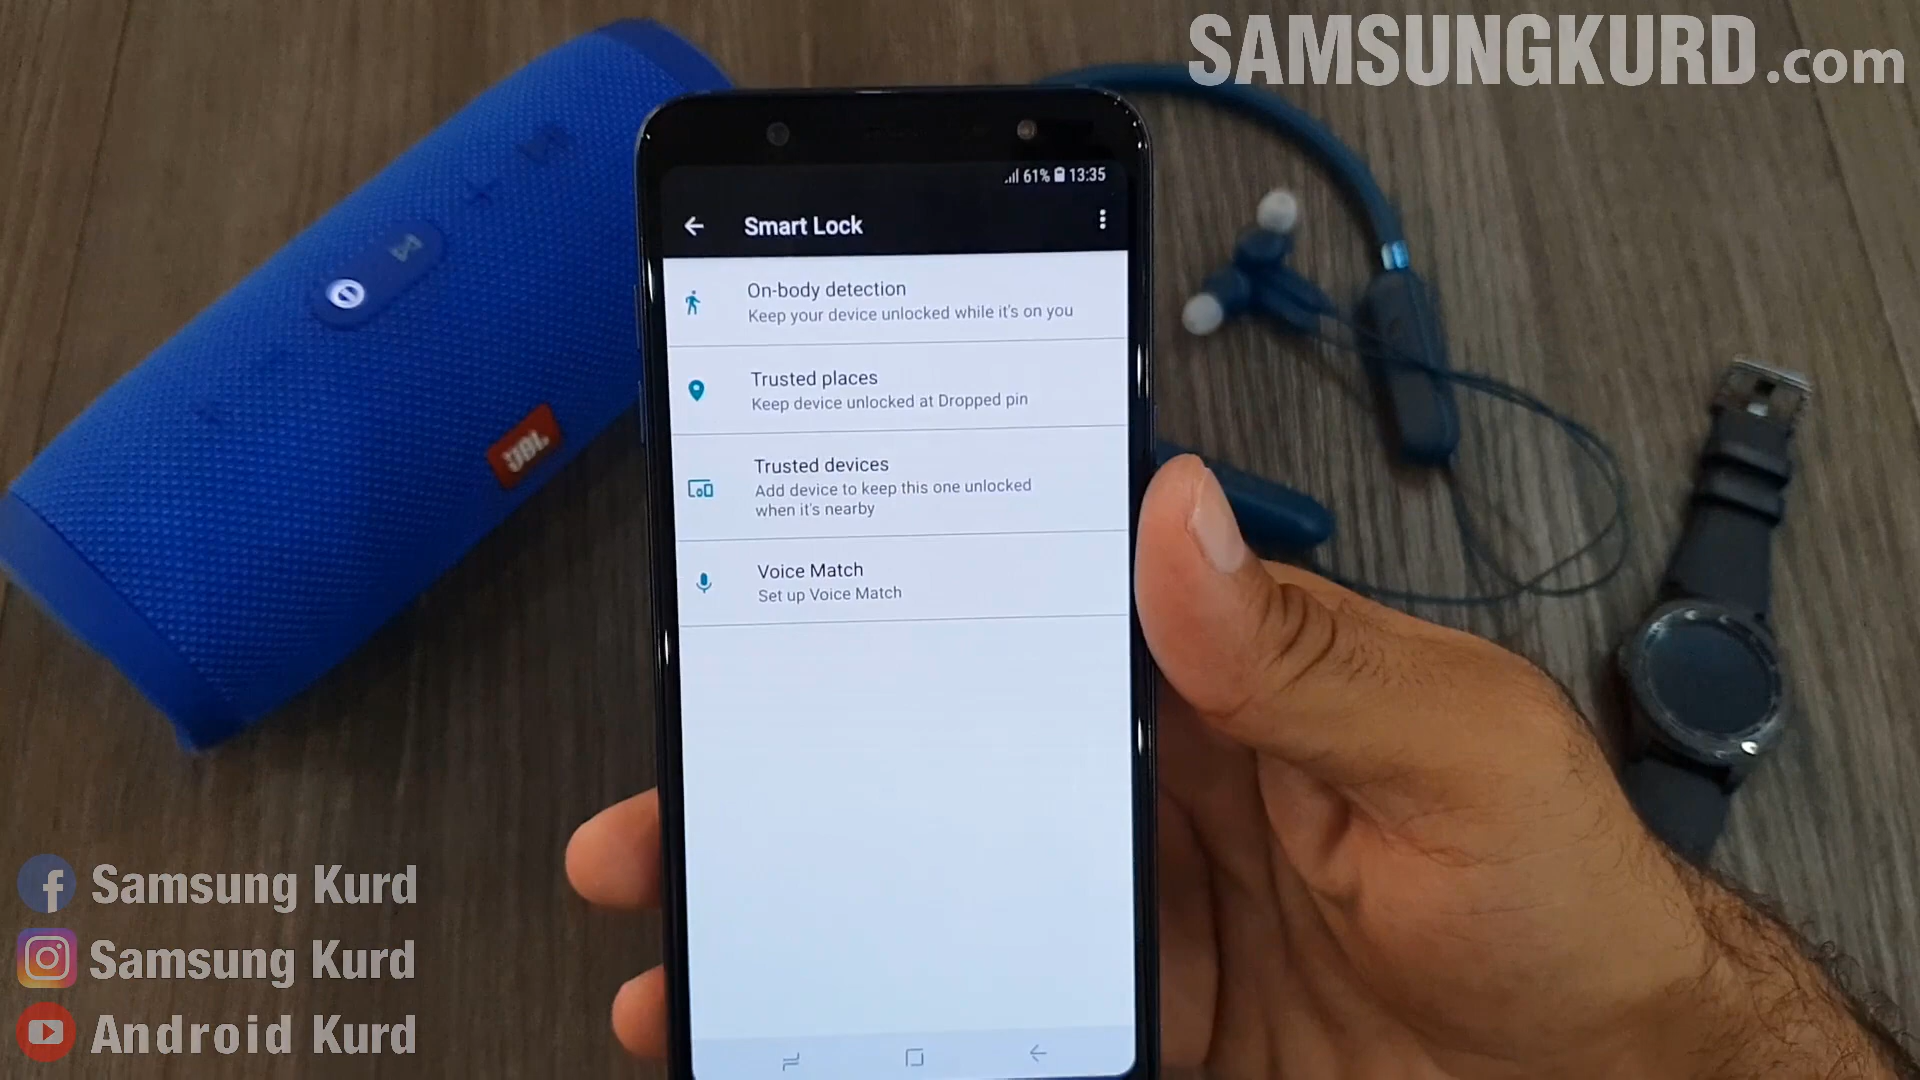 SAMSUNGKURD.com
61% 13:35
Smart Lock
On-body detection
Keep your device unlocked while it's on you
Trusted places
Keep device unlocked at Dropped pin
Trusted devices
Add device to keep this one unlocked
when it's nearby
Voice Match
Set up Voice Match
JBL
Samsung Kurd
Samsung Kurd
Android Kurd